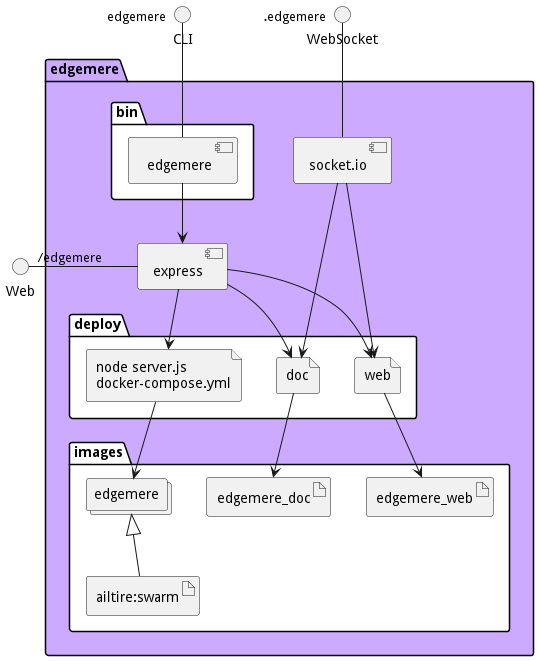 edgemere
.edgemere
CLI
WebSocket
edgemere
bin
edgemere
socket.io
/edgemere
Web
express
deploy
node server.js
docker-compose.yml
doc
web
images
edgemere
edgemere_doc
edgemere_web
ailtire:swarm